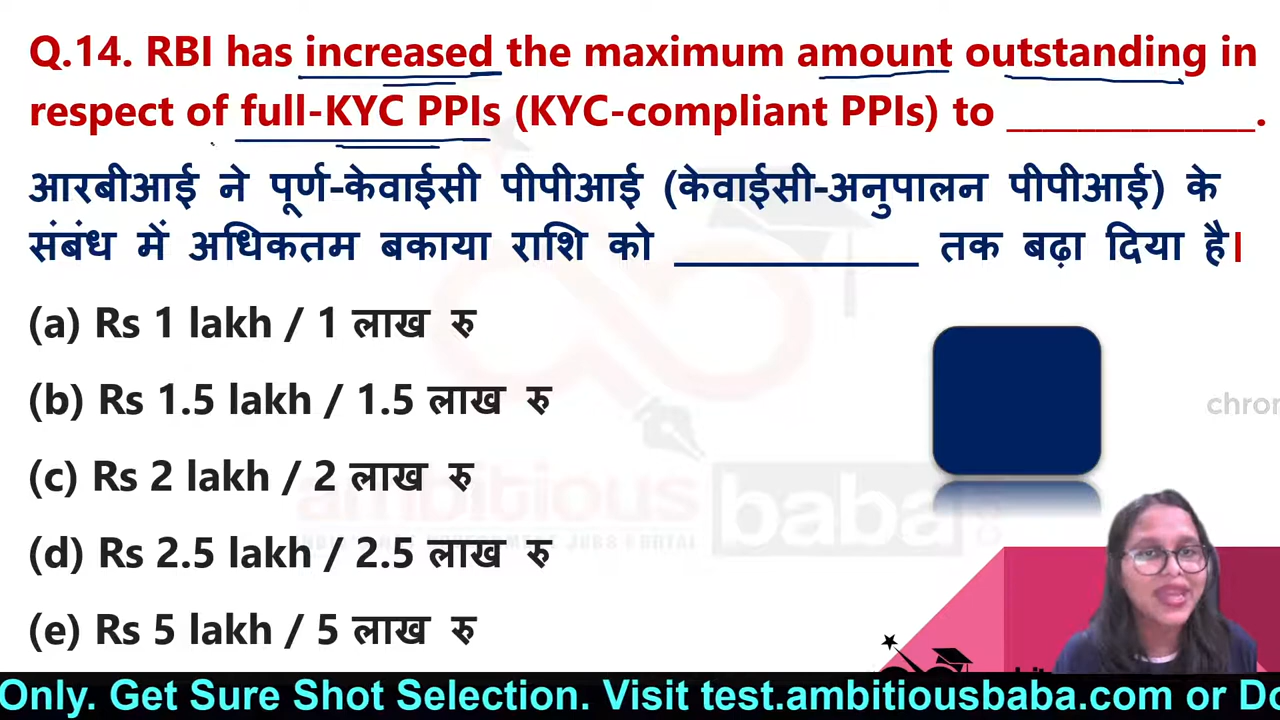 Q.14. RBI has increased the maximum amount outstanding in
respect of full-KYC PPIs (KYC-compliant PPIs) to ______________.
आरबीआई ने पूर्ण-केवाईसी पीपीआई (केवाईसी-अनुपालन पीपीआई) के
संबंध में अधिकतम बकाया राशि को ______________ तक बढ़ा दिया है।
(a) Rs 1 lakh / 1 लाख रु
(b) Rs 1.5 lakh / 1.5 लाख रु
chron
(c) Rs 2 lakh / 2 लाख रु
ambitious baba
(d) Rs 2.5 lakh / 2.5 लाख रु
(e) Rs 5 lakh / 5 लाख रु
Only. Get Sure Shot Selection. Visit test.ambitiousbaba.com or Do